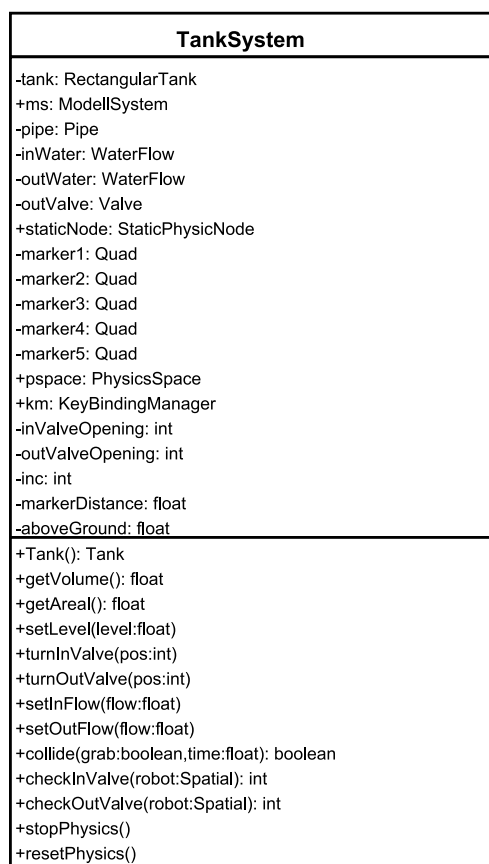 TankSystem
-tank: RectangularTank
+ms: ModellSystem
-pipe: Pipe
-inWater: WaterFlow
-outWater: WaterFlow
-outValve: Valve
+staticNode: StaticPhysicNode
-marker1: Quad
-marker2: Quad
-marker3: Quad
-marker4: Quad
-marker5: Quad
+pspace: PhysicsSpace
+km: KeyBindingManager
-inValveOpening: int
-outValveOpening: int
-inc: int
-markerDistance: float
-aboveGround: float
+Tank(): Tank
+getVolume(): float
+getAreal(): float
+setLevel(level:float)
+turnInValve(pos:int)
+turnOutValve(pos:int)
+setInFlow(flow:float)
+setOutFlow(flow:float)
+collide(grab:boolean,time:float): boolean
+checkInValve(robot:Spatial): int
+checkOutValve(robot:Spatial): int
+stopPhysics()
+resetPhysics()